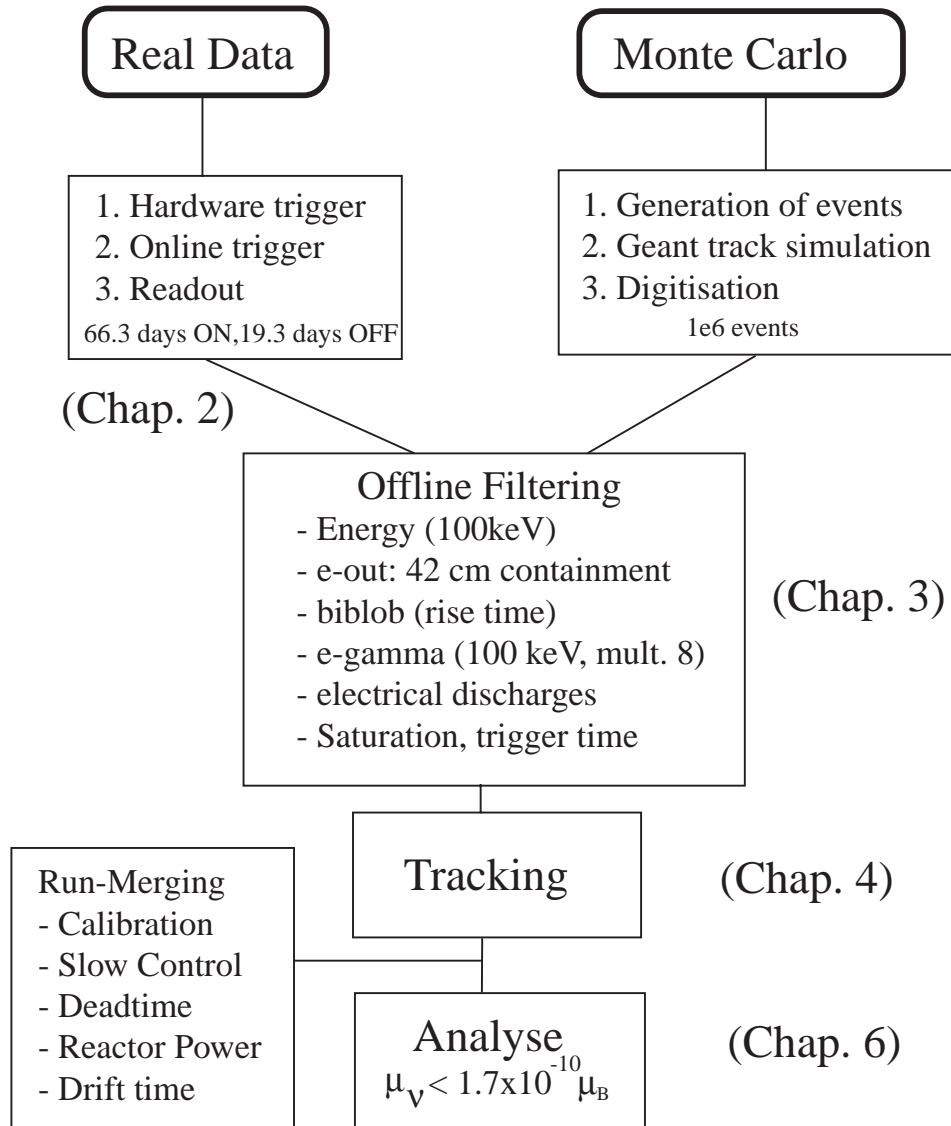 Real Data
Monte Carlo
1. Hardware trigger
2. Online trigger
3. Readout
66.3 days ON,19.3 days OFF
1. Generation of events
2. Geant track simulation
3. Digitisation
1e6 events
(Chap. 2)
Offline Filtering
- Energy (100keV)
- e-out: 42 cm containment
- biblob (rise time)
- e-gamma (100 keV, mult. 8)
- electrical discharges
- Saturation, trigger time
(Chap. 3)
Tracking
(Chap. 4)
Run-Merging
- Calibration
- Slow Control
- Deadtime
- Reactor Power
- Drift time
Analyse
μ_ν < 1.7x10^-10 μ_B
(Chap. 6)